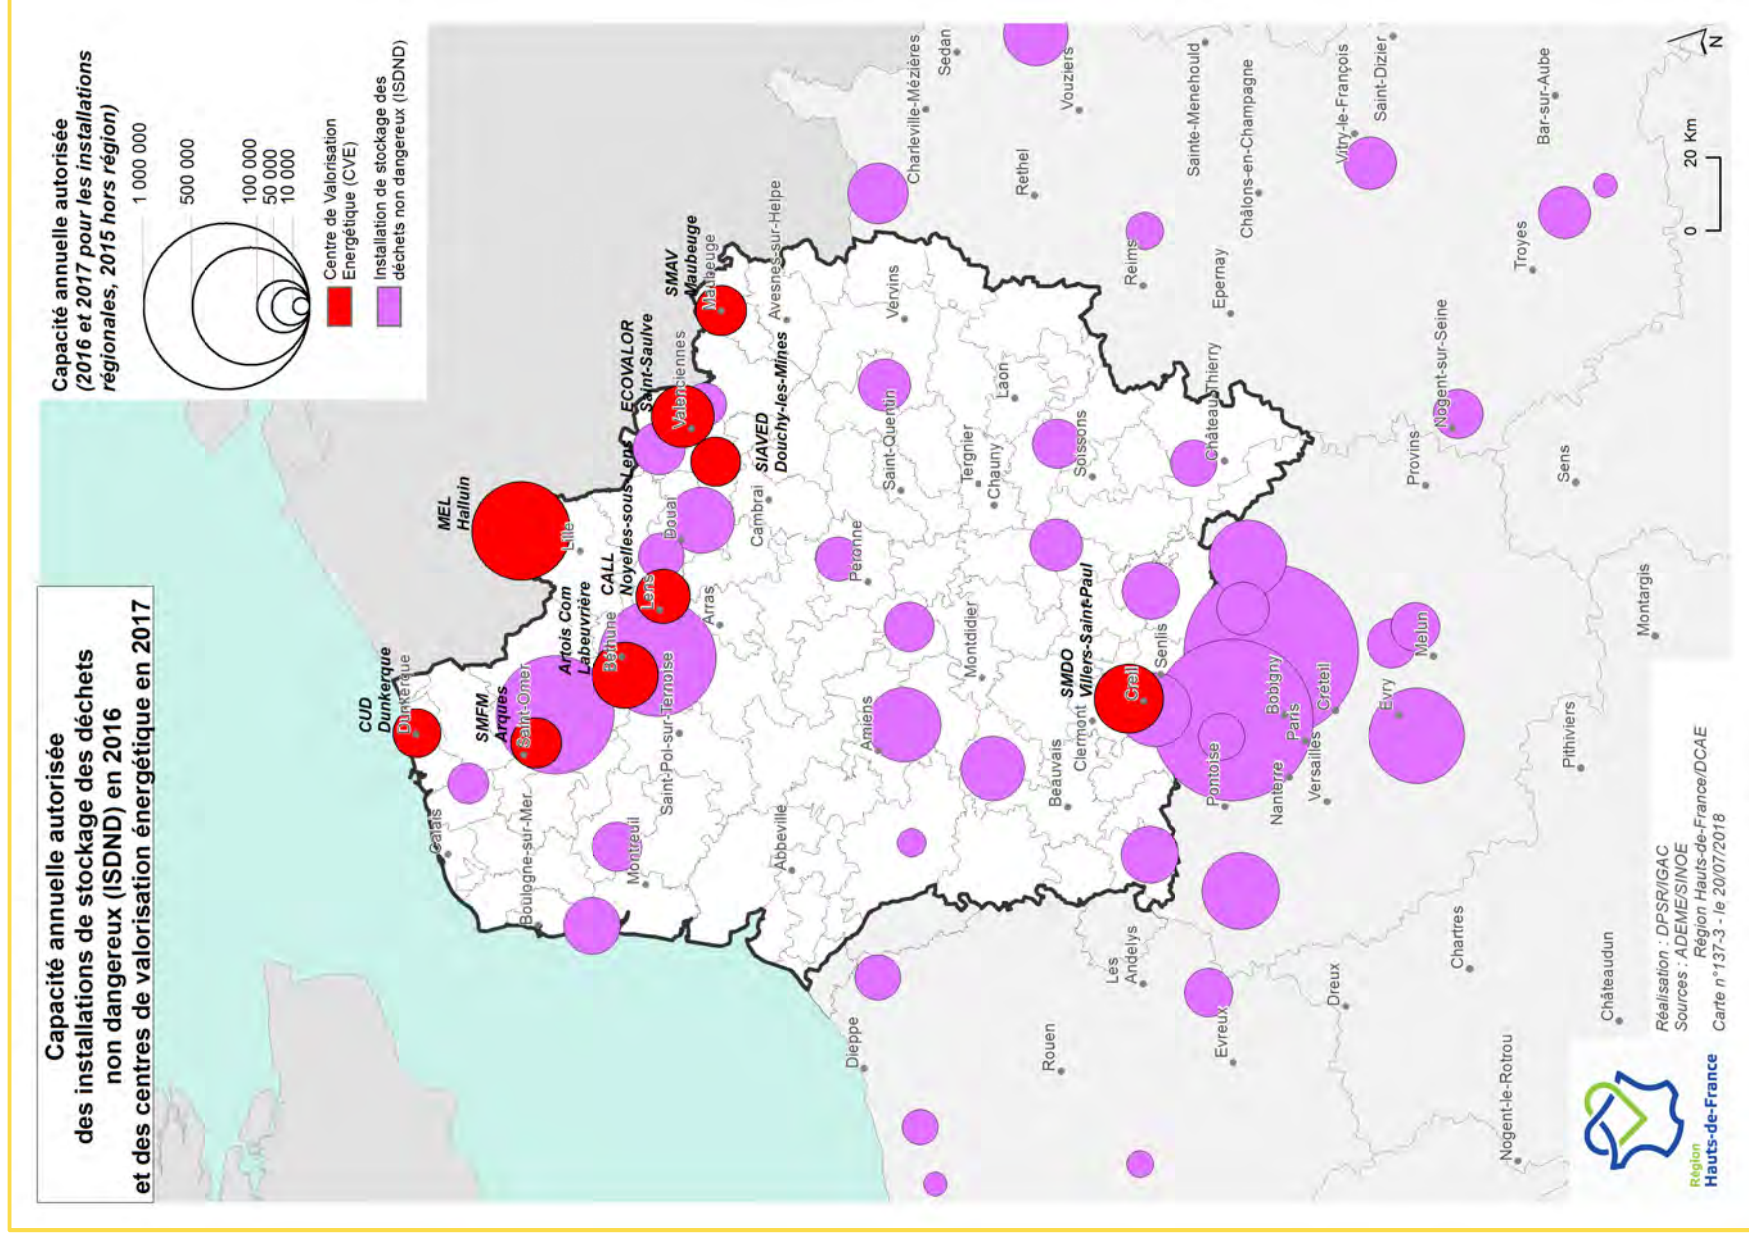 Capacité annuelle autorisée
des installations de stockage des déchets
non dangereux (ISDND) en 2016
et des centres de valorisation énergétique en 2017
Capacité annuelle autorisée
(2016 et 2017 pour les installations
régionales, 2015 hors région)
1 000 000
500 000
100 000
50 000
10 000
Centre de Valorisation
Energétique (CVE)
Installation de stockage des
déchets non dangereux (ISDND)
CUD
Dunkerque
Dunkerque
SMFM
Arques
Saint-Omer
Calais
Boulogne-sur-Mer
Montreuil
MEL
Halluin
Lille
Artois Com
Labeuvrière
Béthune
CALL
Noyelles-sous-Lens
Lens
Douai
Arras
Saint-Pol-sur-Ternoise
ECOVALOR
Saint-Saulve
Valenciennes
SIAVED
Douchy-les-Mines
SMAV
Maubeuge
Maubeuge
Avesnes-sur-Helpe
Cambrai
Abbeville
Amiens
Péronne
Saint-Quentin
Vervins
Montdidier
Tergnier
Chauny
Laon
Soissons
Beauvais
Clermont
SMDO
Villers-Saint-Paul
Creil
Senlis
Château-Thierry
Charleville-Mézières
Sedan
Vouziers
Rethel
Reims
Epernay
Sainte-Menehould
Châlons-en-Champagne
Vitry-le-François
Saint-Dizier
Bar-sur-Aube
Troyes
Nogent-sur-Seine
Provins
Sens
Montargis
Melun
Evry
Créteil
Bobigny
Paris
Nanterre
Versailles
Pontoise
Pithiviers
Dieppe
Rouen
Les
Andelys
Evreux
Dreux
Chartres
Châteaudun
Nogent-le-Rotrou
0 20 Km
N
Région
Hauts-de-France
Réalisation : DPSR/IGAC
Sources : ADEME/SINOE
Région Hauts-de-France/DCAE
Carte n°137-3 - le 20/07/2018